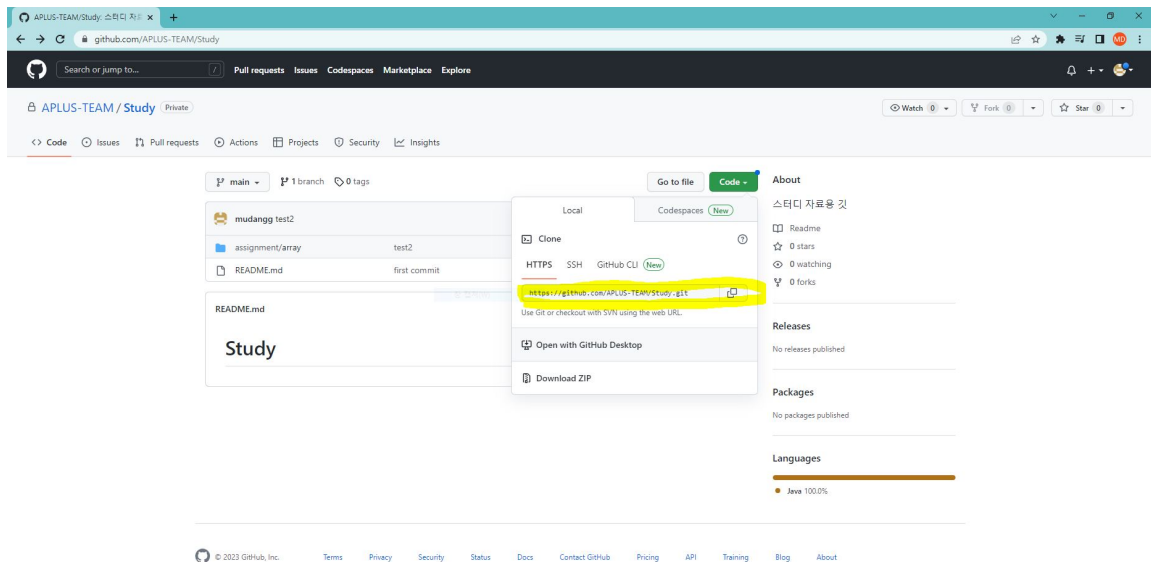 APLUS-TEAM/Study: 스터디 자료
github.com/APLUS-TEAM/Study
MD
Search or jump to... / Pull requests Issues Codespaces Marketplace Explore
APLUS-TEAM / Study Private
Watch 0 Fork 0 Star 0
<> Code Issues Pull requests Actions Projects Security Insights
main 1 branch 0 tags Go to file Code
About
스터디 자료용 깃
Readme
0 stars
0 watching
0 forks
mudangg test2
assignment/array test2
README.md first commit
Local Codespaces New
Clone
HTTPS SSH GitHub CLI New
https://github.com/APLUS-TEAM/Study.git
Use Git or checkout with SVN using the web URL.
Open with GitHub Desktop
Download ZIP
README.md
Study
Releases
No releases published
Packages
No packages published
Languages
Java 100.0%
© 2023 GitHub, Inc. Terms Privacy Security Status Docs Contact GitHub Pricing API Training Blog About